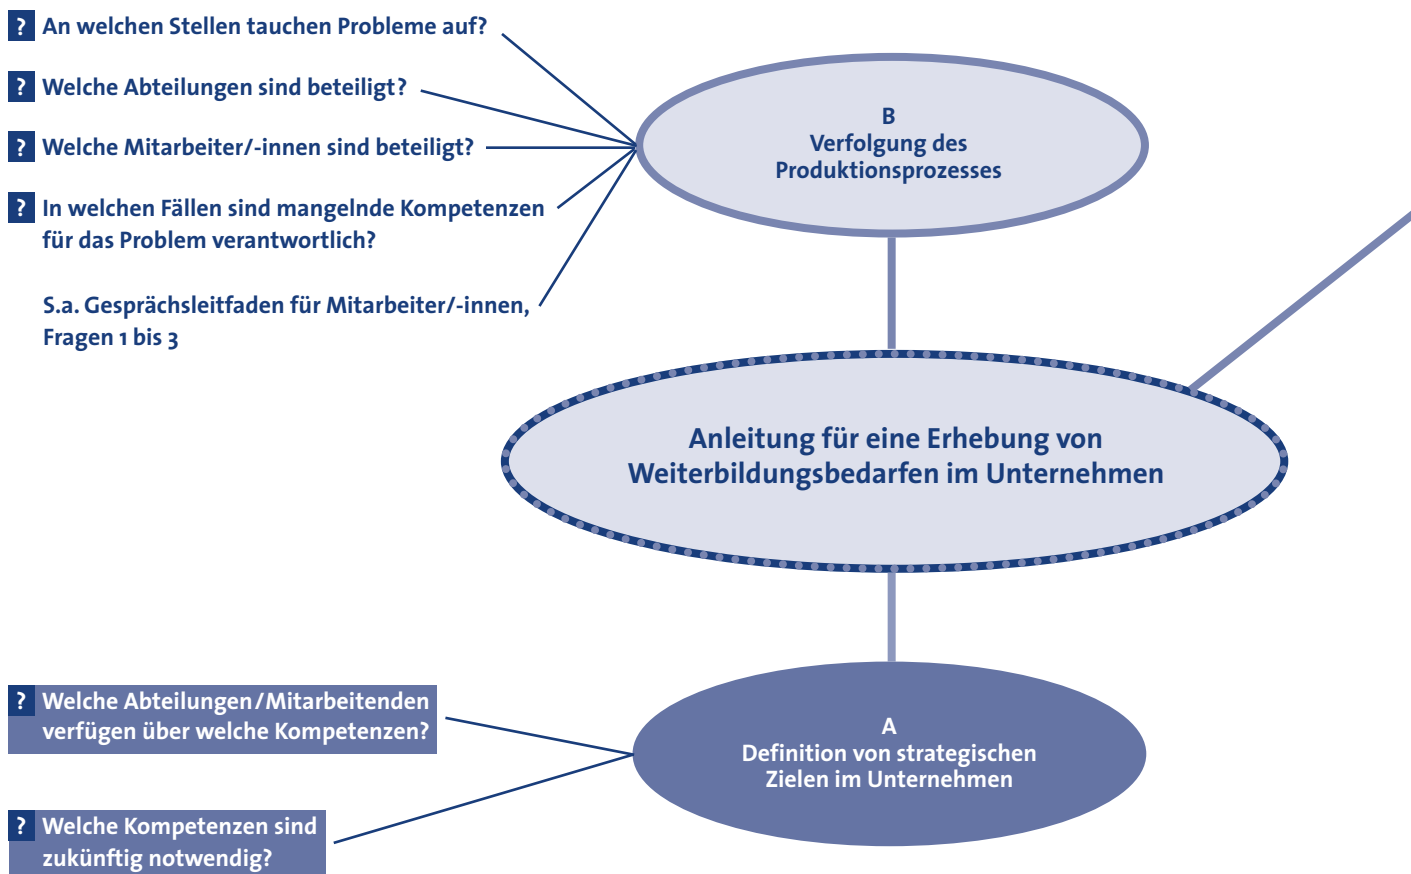 ? An welchen Stellen tauchen Probleme auf?
? Welche Abteilungen sind beteiligt?
? Welche Mitarbeiter/-innen sind beteiligt?
? In welchen Fällen sind mangelnde Kompetenzen
für das Problem verantwortlich?
S.a. Gesprächsleitfaden für Mitarbeiter/-innen,
Fragen 1 bis 3
B
Verfolgung des
Produktionsprozesses
Anleitung für eine Erhebung von
Weiterbildungsbedarfen im Unternehmen
? Welche Abteilungen/Mitarbeitenden
verfügen über welche Kompetenzen?
? Welche Kompetenzen sind
zukünftig notwendig?
A
Definition von strategischen
Zielen im Unternehmen